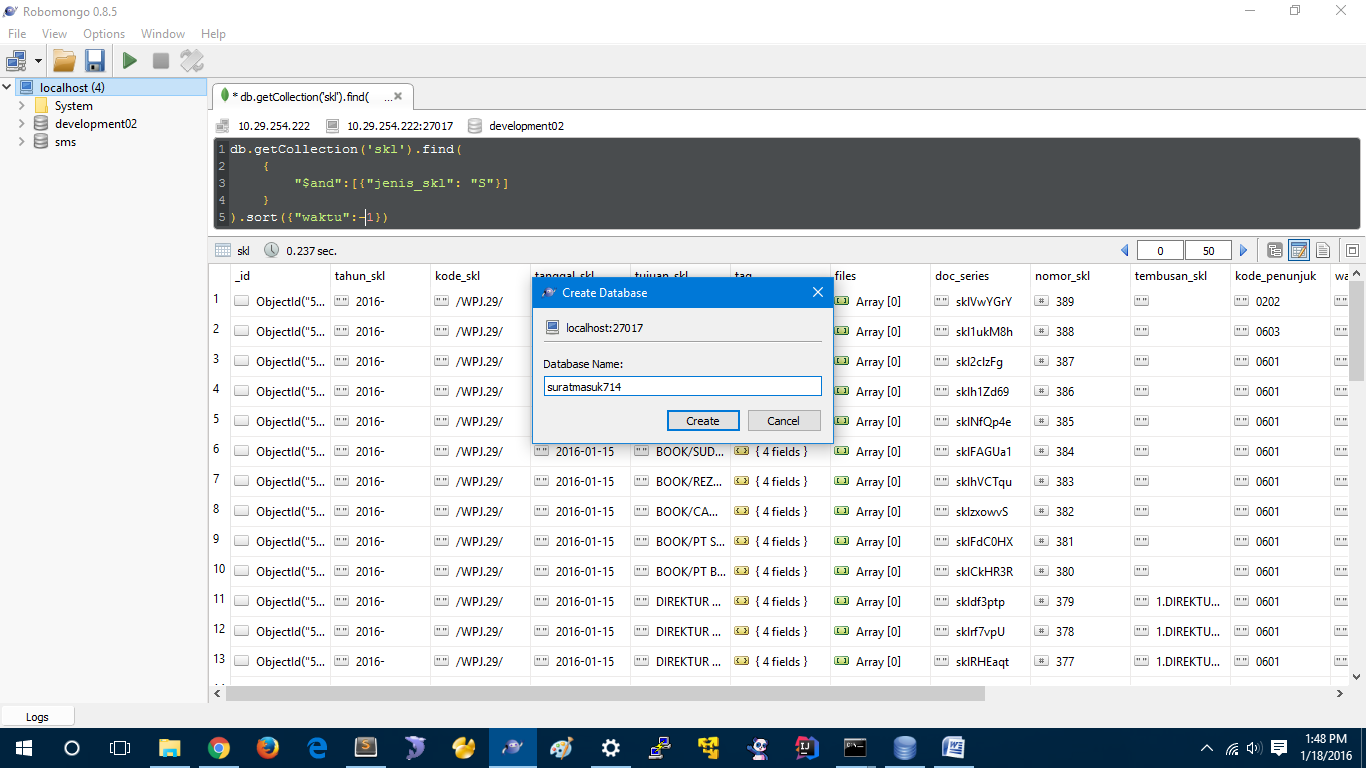 Robomongo 0.8.5
File View Options Window Help
localhost (4)
System
development02
sms
* db.getCollection('skl').find( ...
10.29.254.222 10.29.254.222:27017 development02
1 db.getCollection('skl').find(
2 {
3 "$and":[{"jenis_skl": "S"}]
4 }
5 ).sort({"waktu":-1})
skl 0.237 sec. 0 50
_id tahun_skl kode_skl tanggal_skl tujuan_skl tag files doc_series nomor_skl tembusan_skl kode_penunjuk wa
1 ObjectId("5... "" 2016- "" /WPJ.29/ Array [0] "" sklVwYGrY # 389 "" "" 0202 ""
2 ObjectId("5... "" 2016- "" /WPJ.29/ Array [0] "" skl1ukM8h # 388 "" "" 0603 ""
3 ObjectId("5... "" 2016- "" /WPJ.29/ Array [0] "" skl2cIzFg # 387 "" "" 0601 ""
4 ObjectId("5... "" 2016- "" /WPJ.29/ Array [0] "" sklh1Zd69 # 386 "" "" 0601 ""
5 ObjectId("5... "" 2016- "" /WPJ.29/ Array [0] "" sklNfQp4e # 385 "" "" 0601 ""
6 ObjectId("5... "" 2016- "" /WPJ.29/ "" 2016-01-15 "" BOOK/SUD... { 4 fields } Array [0] "" sklFAGUa1 # 384 "" "" 0601 ""
7 ObjectId("5... "" 2016- "" /WPJ.29/ "" 2016-01-15 "" BOOK/REZ... { 4 fields } Array [0] "" sklhVCTqu # 383 "" "" 0601 ""
8 ObjectId("5... "" 2016- "" /WPJ.29/ "" 2016-01-15 "" BOOK/CA... { 4 fields } Array [0] "" sklzxowvS # 382 "" "" 0601 ""
9 ObjectId("5... "" 2016- "" /WPJ.29/ "" 2016-01-15 "" BOOK/PT S... { 4 fields } Array [0] "" sklFdC0HX # 381 "" "" 0601 ""
10 ObjectId("5... "" 2016- "" /WPJ.29/ "" 2016-01-15 "" BOOK/PT B... { 4 fields } Array [0] "" sklCkHR3R # 380 "" "" 0601 ""
11 ObjectId("5... "" 2016- "" /WPJ.29/ "" 2016-01-15 "" DIREKTUR ... { 4 fields } Array [0] "" skldf3ptp # 379 "" 1.DIREKTU... "" 0601 ""
12 ObjectId("5... "" 2016- "" /WPJ.29/ "" 2016-01-15 "" DIREKTUR ... { 4 fields } Array [0] "" sklrf7vpU # 378 "" 1.DIREKTU... "" 0601 ""
13 ObjectId("5... "" 2016- "" /WPJ.29/ "" 2016-01-15 "" DIREKTUR ... { 4 fields } Array [0] "" sklRHEaqt # 377 "" 1.DIREKTU... "" 0601 ""
Create Database
localhost:27017
Database Name:
suratmasuk714
Create Cancel
Logs
1:48 PM
1/18/2016